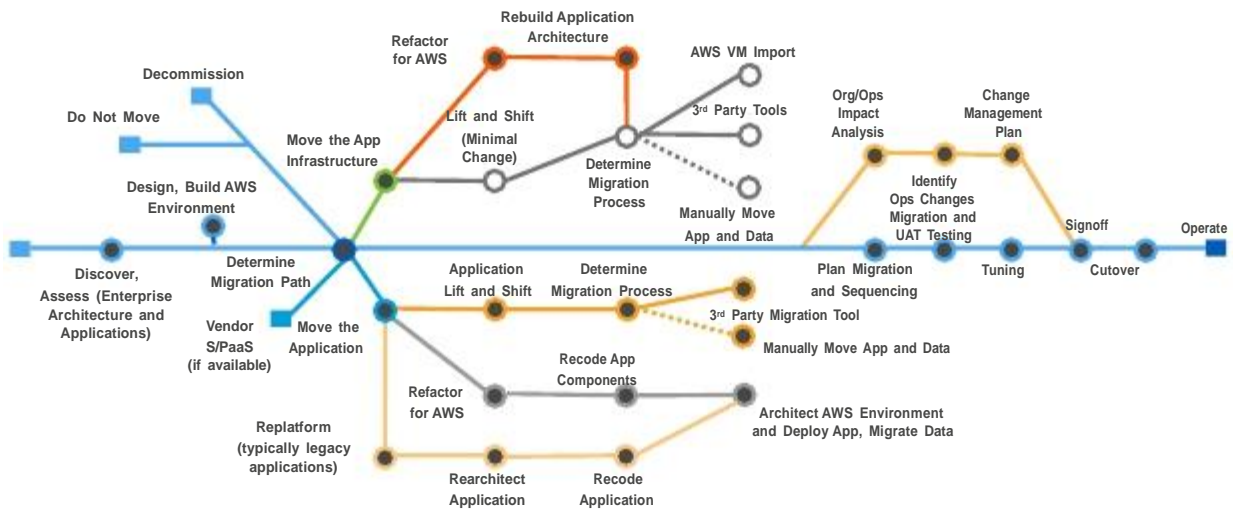 Rebuild Application
Architecture
Refactor
for AWS
AWS VM Import
Decommission
Do Not Move
Lift and Shift
(Minimal
Change)
3rd Party Tools
Org/Ops
Impact
Analysis
Change
Management
Plan
Move the App
Infrastructure
Determine
Migration
Process
Design, Build AWS
Environment
Identify
Ops Changes
Migration and
UAT Testing
Manually Move
App and Data
Signoff
Operate
Discover,
Assess (Enterprise
Architecture and
Applications)
Determine
Migration Path
Application
Lift and Shift
Determine
Migration Process
Plan Migration
and Sequencing
Tuning
Cutover
Vendor
S/PaaS
(if available)
Move the
Application
3rd Party Migration Tool
Manually Move App and Data
Recode App
Components
Refactor
for AWS
Architect AWS Environment
and Deploy App, Migrate Data
Replatform
(typically legacy
applications)
Rearchitect
Application
Recode
Application